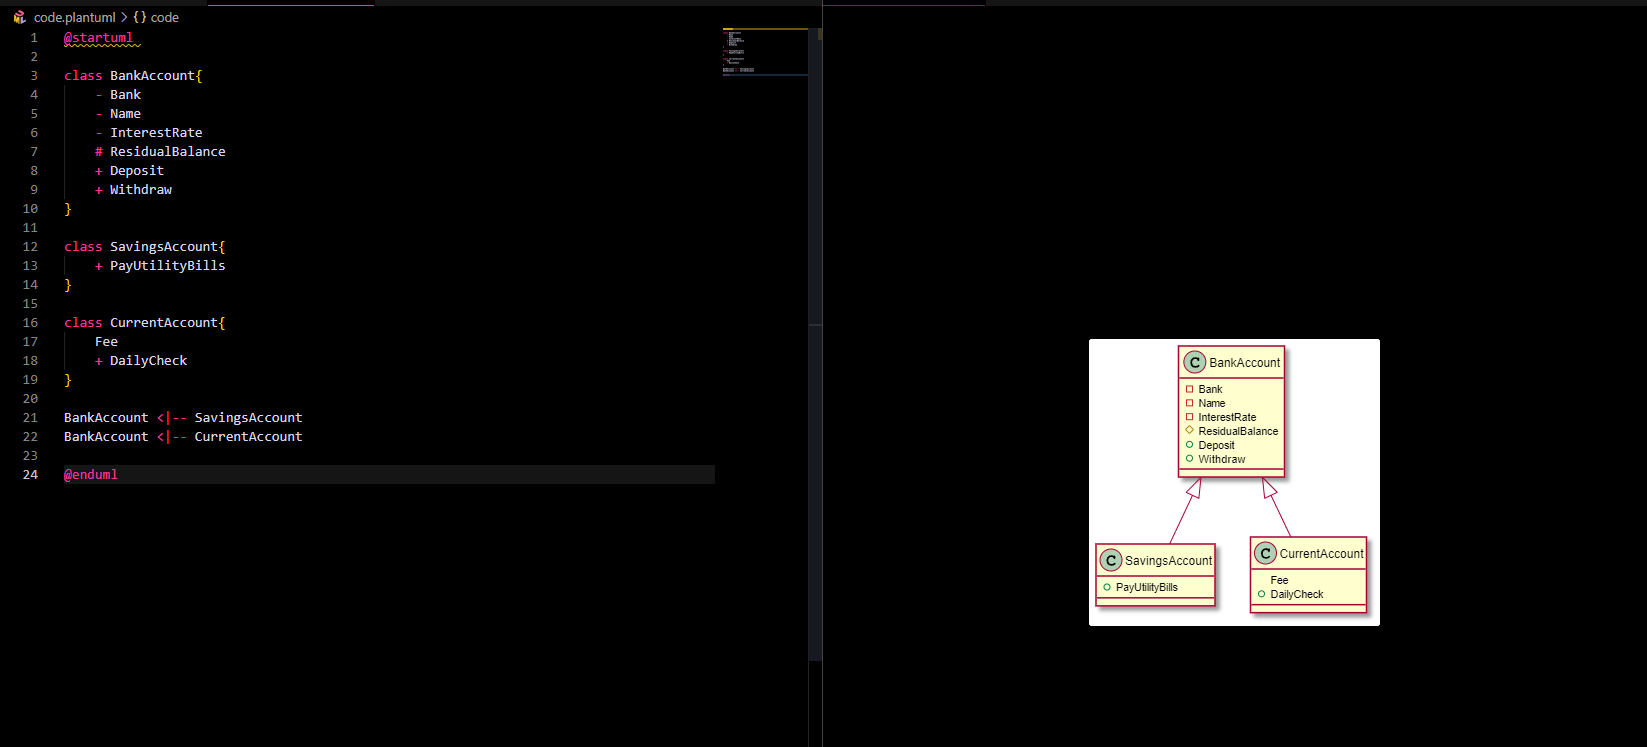 code.plantuml > {} code
1 @startuml
2
3 class BankAccount{
4 - Bank
5 - Name
6 - InterestRate
7 # ResidualBalance
8 + Deposit
9 + Withdraw
10 }
11
12 class SavingsAccount{
13 + PayUtilityBills
14 }
15
16 class CurrentAccount{
17 Fee
18 + DailyCheck
19 }
20
21 BankAccount <|-- SavingsAccount
22 BankAccount <|-- CurrentAccount
23
24 @enduml
C BankAccount
Bank
Name
InterestRate
ResidualBalance
Deposit
Withdraw
C SavingsAccount
PayUtilityBills
C CurrentAccount
Fee
DailyCheck